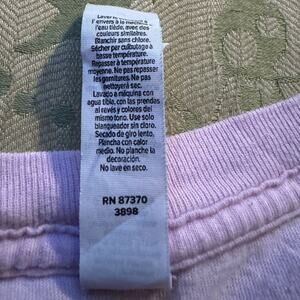 l'envers à la machine à
l'eau tiède, avec des
couleurs similaires.
Blanchir sans chlore.
Sécher par culbutage à
basse température.
Repasser à température
moyenne. Ne pas repasser
les garnitures. Ne pas
nettoyer à sec.
Lavado a máquina con
agua tibia, con las prendas
al revés y colores del
mismo tono. Use solo
blanqueador sin cloro.
Secado de giro lento.
Plancha con calor
medio. No planche la
decoración.
No lave en seco.
RN 87370
3898